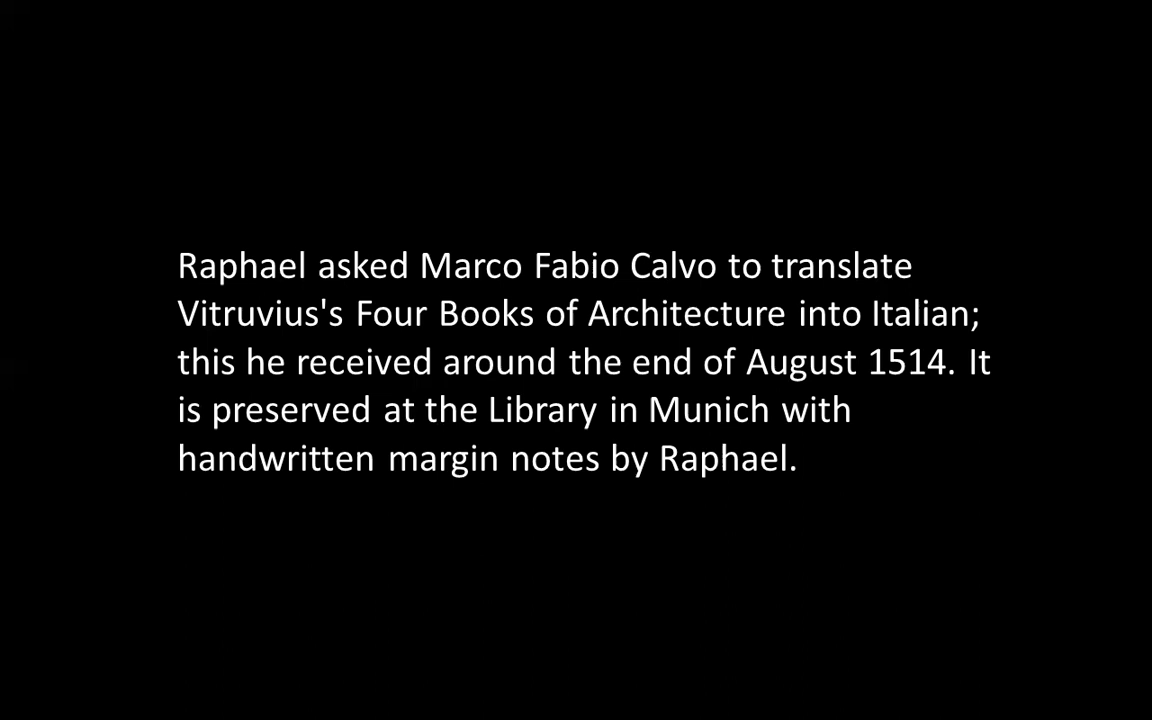 Raphael asked Marco Fabio Calvo to translate
Vitruvius's Four Books of Architecture into Italian;
this he received around the end of August 1514. It
is preserved at the Library in Munich with
handwritten margin notes by Raphael.